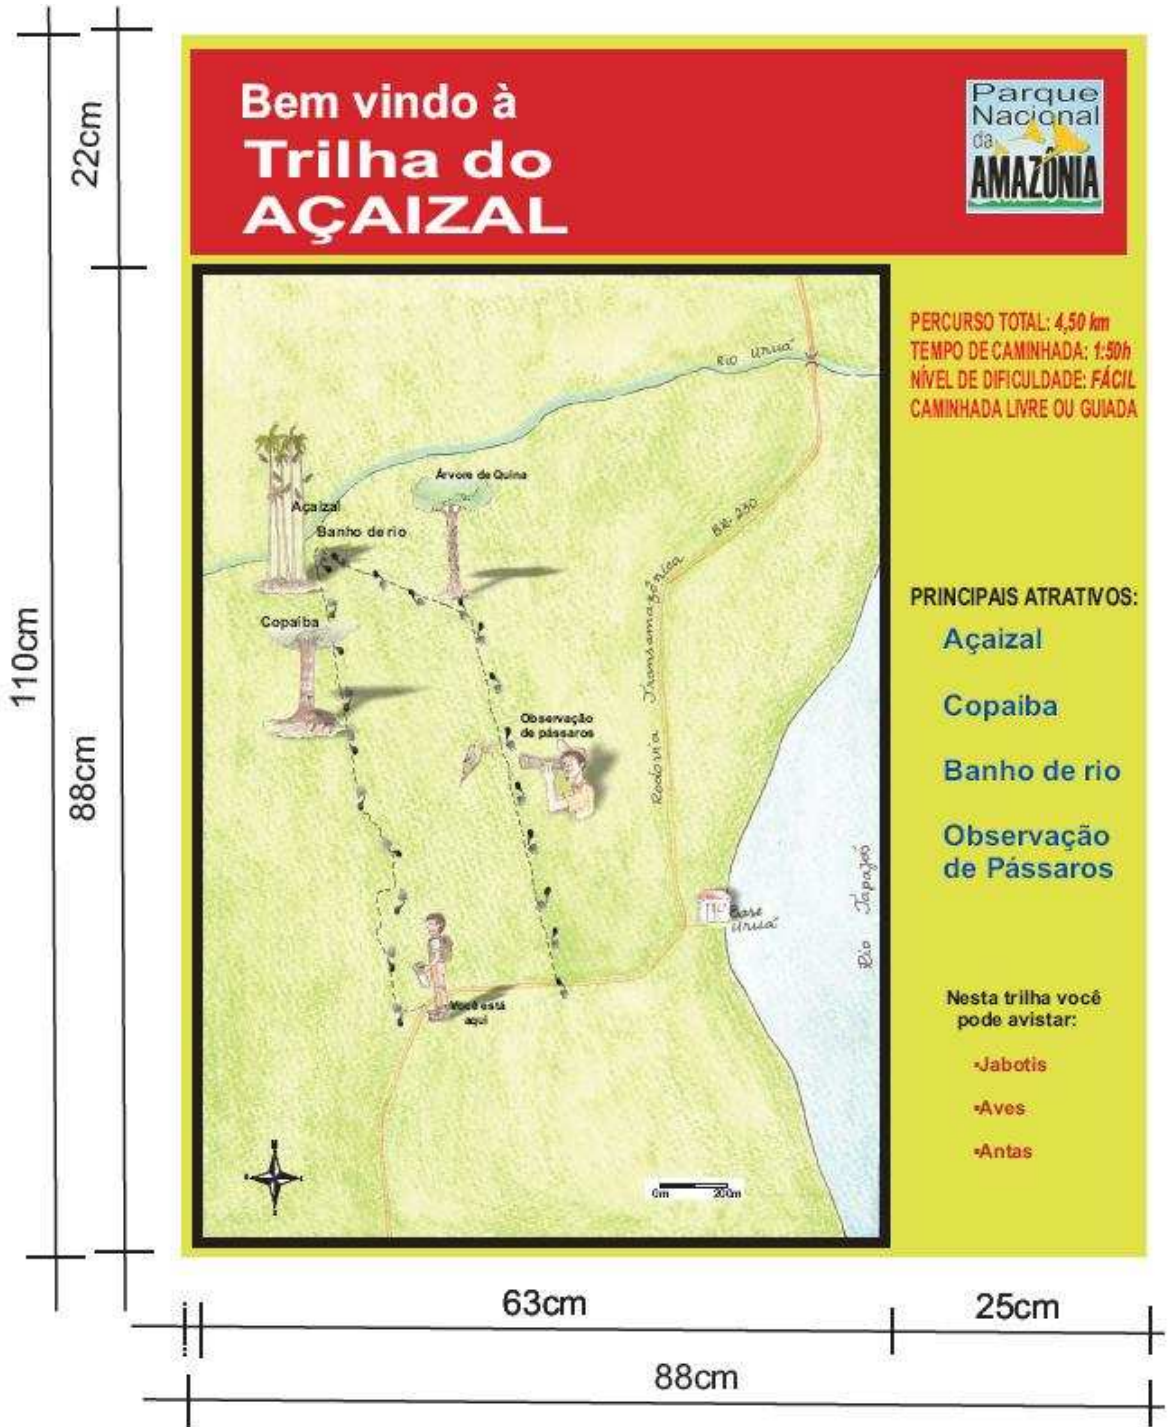 22cm
110cm
88cm
Bem vindo à
Trilha do
AÇAIZAL
Parque
Nacional
da
AMAZÔNIA
PERCURSO TOTAL: 4,50 km
TEMPO DE CAMINHADA: 1:50h
NÍVEL DE DIFICULDADE: FÁCIL
CAMINHADA LIVRE OU GUIADA
Rio Uruá
Árvore de Quina
Açaizal
Banho de rio
BR-230
Copaíba
Rodovia Transamazônica
Observação
de pássaros
Base
Uruá
Rio Tapajós
Você está
aqui
N
0m 200m
PRINCIPAIS ATRATIVOS:
Açaizal
Copaiba
Banho de rio
Observação
de Pássaros
Nesta trilha você
pode avistar:
•Jabotis
•Aves
•Antas
63cm
25cm
88cm